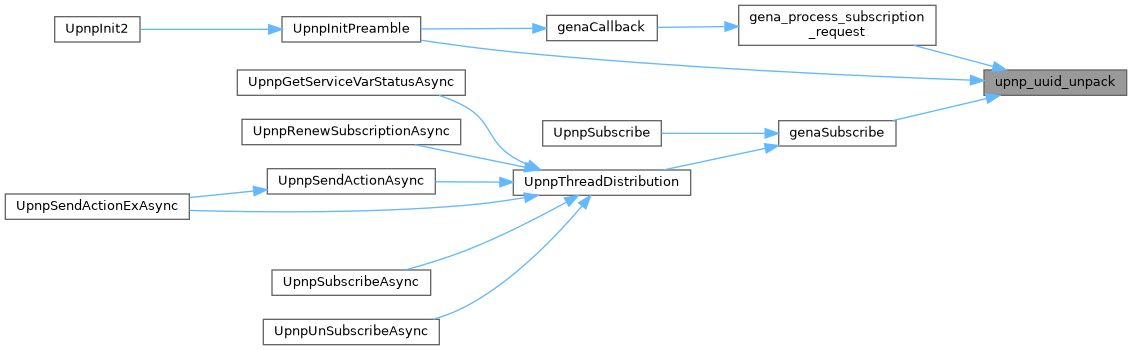 gena_process_subscription
_request
UpnpInit2
UpnpInitPreamble
genaCallback
upnp_uuid_unpack
UpnpGetServiceVarStatusAsync
UpnpRenewSubscriptionAsync
UpnpSubscribe
genaSubscribe
UpnpSendActionAsync
UpnpThreadDistribution
UpnpSendActionExAsync
UpnpSubscribeAsync
UpnpUnSubscribeAsync